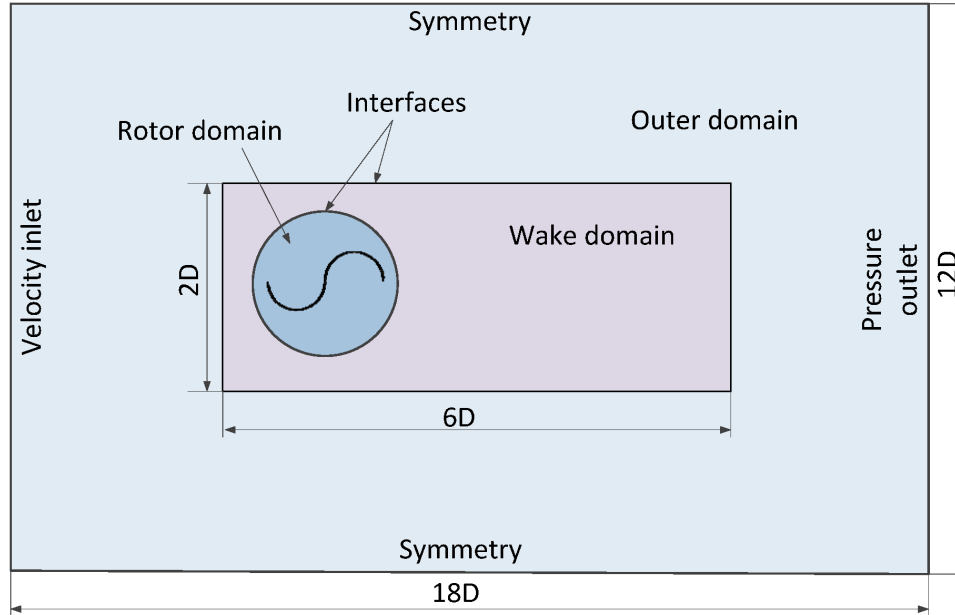 Symmetry
Interfaces
Rotor domain
Outer domain
Velocity inlet
2D
Wake domain
Pressure
outlet
12D
6D
Symmetry
18D